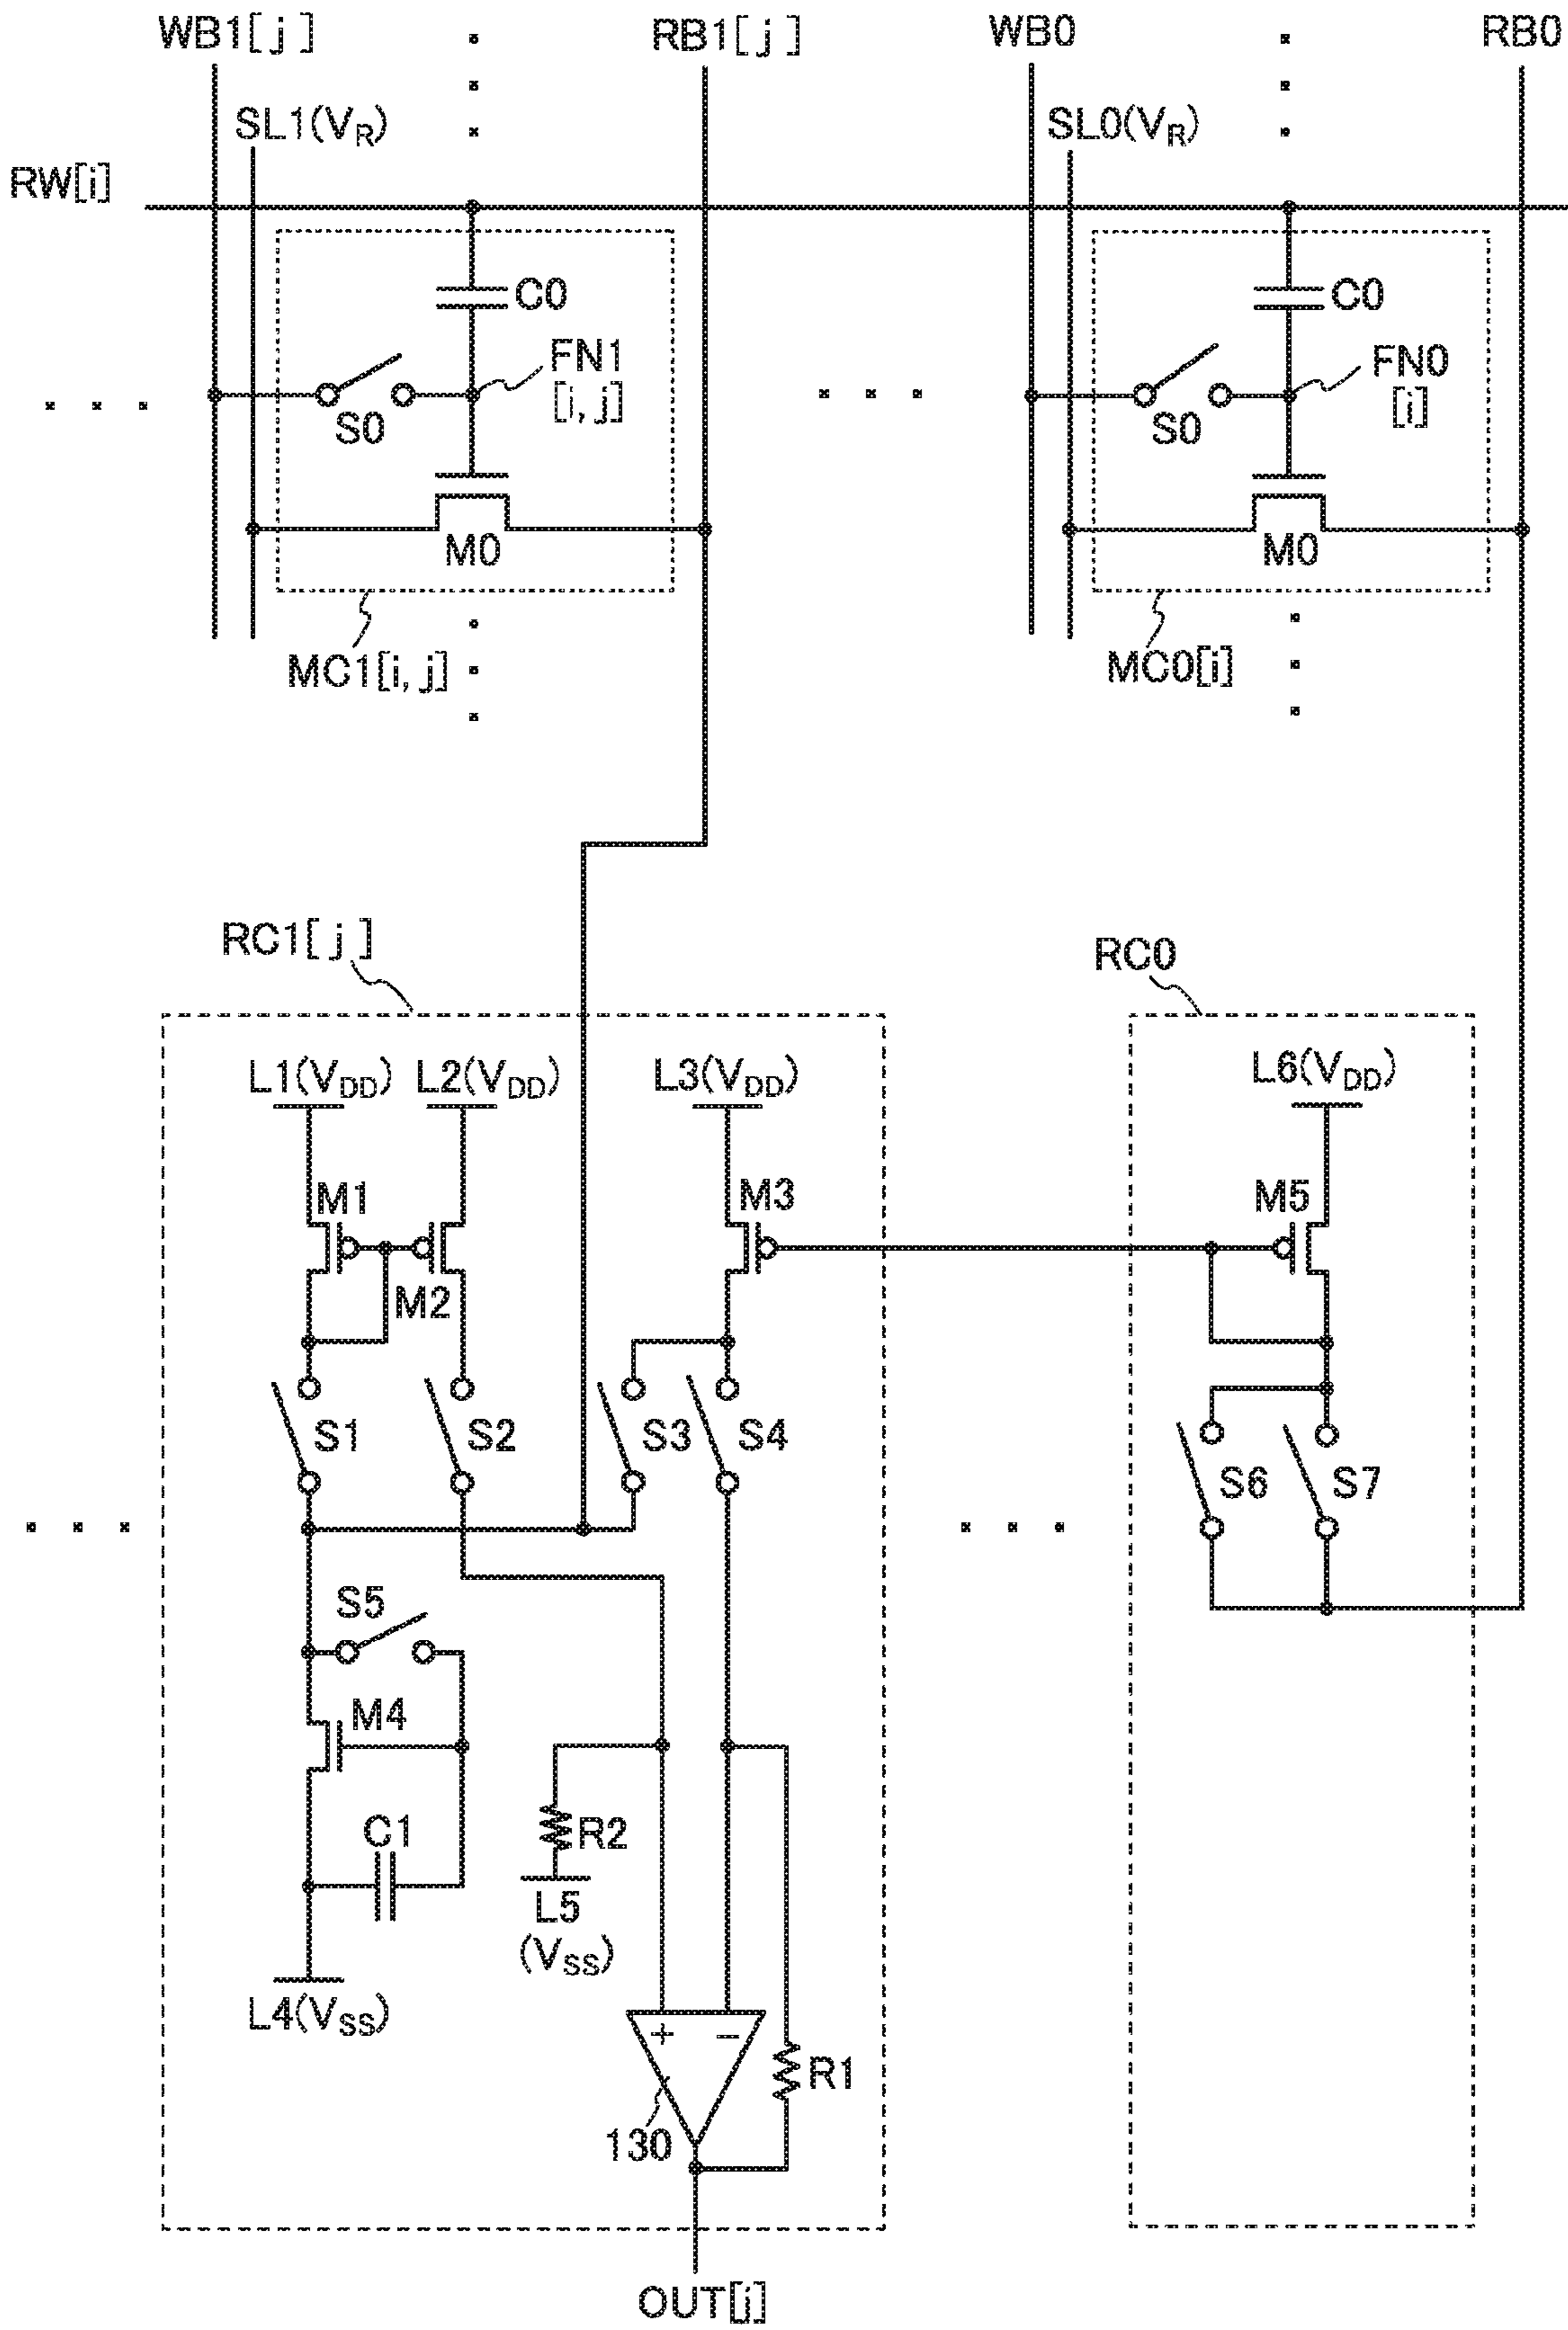 WB1[j] RB1[j] WB0 RB0
SL1(VR) SL0(VR)
RW[i]
C0 C0
FN1
[i, j]
FN0
[i]
S0 S0
M0 M0
MC1[i, j] MC0[i]
RC1[j] RC0
L1(VDD) L2(VDD) L3(VDD) L6(VDD)
M1 M3 M5
M2
S1 S2 S3 S4
S6 S7
S5
M4
C1 R2
L5
(VSS)
L4(VSS)
+ −
R1
130
OUT[j]